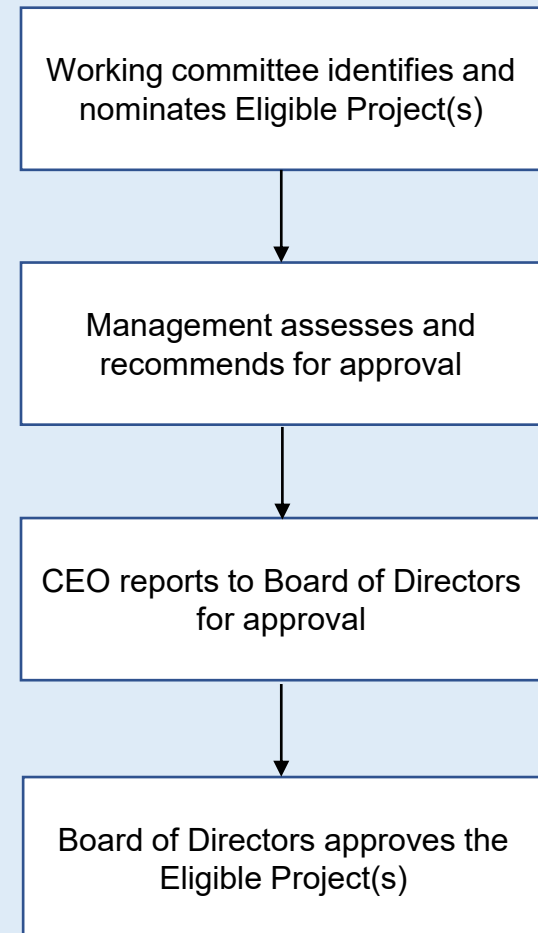 Working committee identifies and
nominates Eligible Project(s)
Management assesses and
recommends for approval
CEO reports to Board of Directors
for approval
Board of Directors approves the
Eligible Project(s)